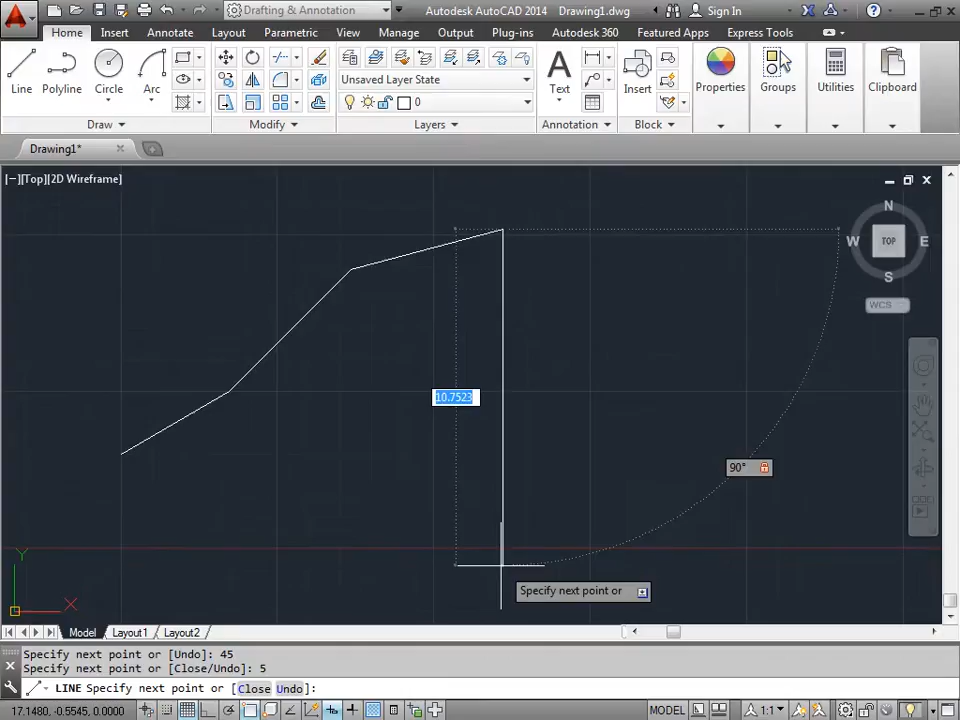 Drafting & Annotation
Autodesk AutoCAD 2014 Drawing1.dwg
Sign In
Home Insert Annotate Layout Parametric View Manage Output Plug-ins Autodesk 360 Featured Apps Express Tools
Unsaved Layer State
0
Line Polyline Circle Arc Text Insert Properties Groups Utilities Clipboard
Draw Modify Layers Annotation Block
Drawing1*
[−][Top][2D Wireframe]
N
W TOP E
S
WCS
10.7523
90°
Specify next point or
Y
X
Model Layout1 Layout2
Specify next point or [Undo]: 45
Specify next point or [Close/Undo]: 5
LINE Specify next point or [Close Undo]:
17.1480, -0.5545, 0.0000
MODEL
1:1